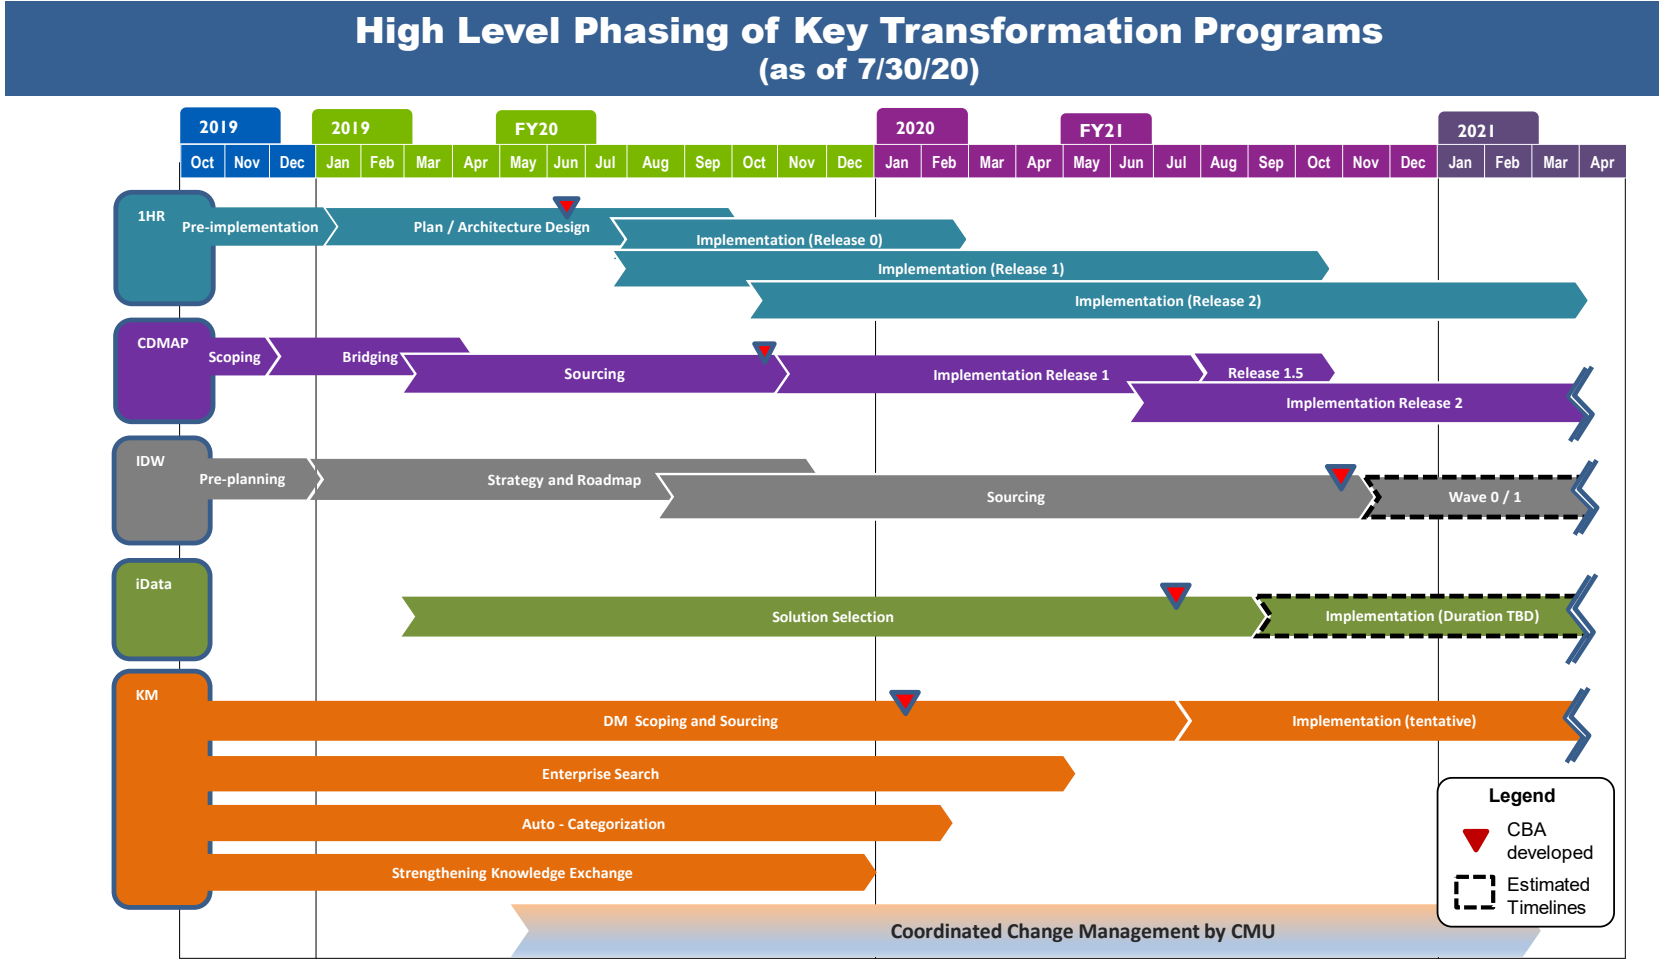 High Level Phasing of Key Transformation Programs
(as of 7/30/20)
2019 2019 FY20 2020 FY21 2021
Oct Nov Dec Jan Feb Mar Apr May Jun Jul Aug Sep Oct Nov Dec Jan Feb Mar Apr May Jun Jul Aug Sep Oct Nov Dec Jan Feb Mar Apr
1HR
Pre-implementation
Plan / Architecture Design
Implementation (Release 0)
Implementation (Release 1)
Implementation (Release 2)
CDMAP
Scoping
Bridging
Sourcing
Implementation Release 1
Release 1.5
Implementation Release 2
IDW
Pre-planning
Strategy and Roadmap
Sourcing
Wave 0 / 1
iData
Solution Selection
Implementation (Duration TBD)
KM
DM Scoping and Sourcing
Implementation (tentative)
Enterprise Search
Auto - Categorization
Strengthening Knowledge Exchange
Coordinated Change Management by CMU
Legend
CBA
developed
Estimated
Timelines